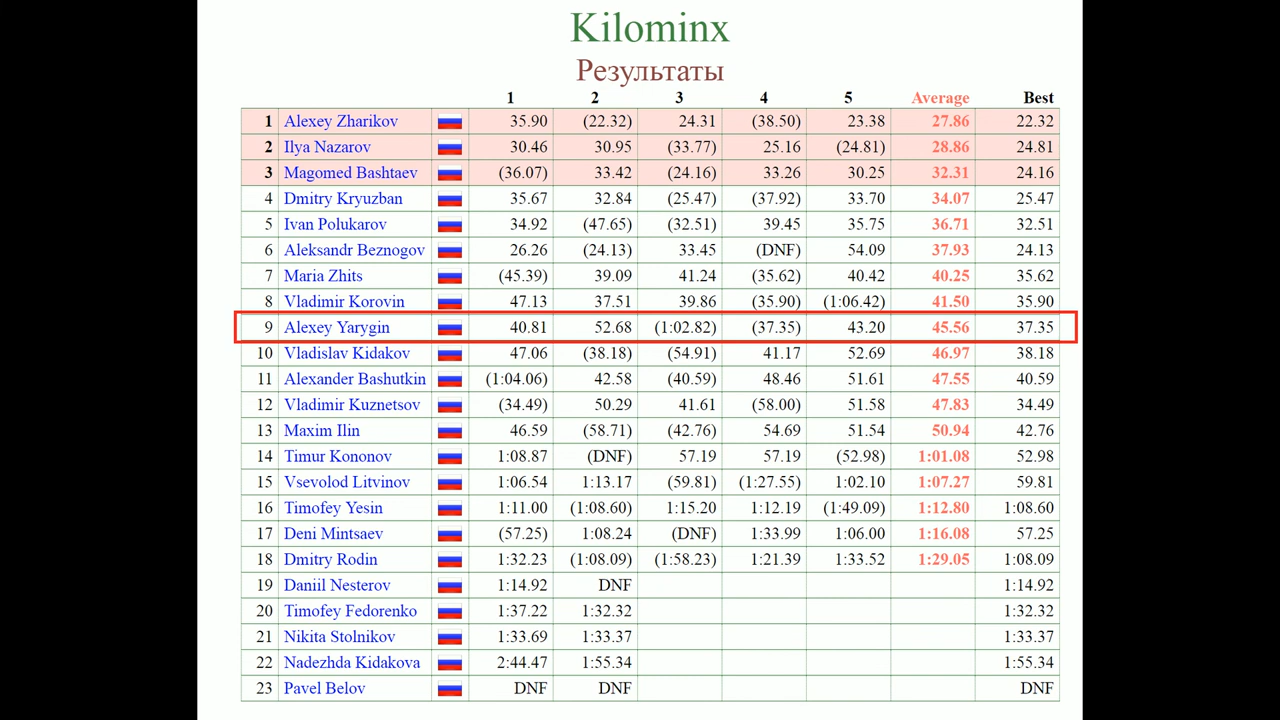 Kilominx
Результаты
1 2 3 4 5 Average Best
1 Alexey Zharikov 35.90 (22.32) 24.31 (38.50) 23.38 27.86 22.32
2 Ilya Nazarov 30.46 30.95 (33.77) 25.16 (24.81) 28.86 24.81
3 Magomed Bashtaev (36.07) 33.42 (24.16) 33.26 30.25 32.31 24.16
4 Dmitry Kryuzban 35.67 32.84 (25.47) (37.92) 33.70 34.07 25.47
5 Ivan Polukarov 34.92 (47.65) (32.51) 39.45 35.75 36.71 32.51
6 Aleksandr Beznogov 26.26 (24.13) 33.45 (DNF) 54.09 37.93 24.13
7 Maria Zhits (45.39) 39.09 41.24 (35.62) 40.42 40.25 35.62
8 Vladimir Korovin 47.13 37.51 39.86 (35.90) (1:06.42) 41.50 35.90
9 Alexey Yarygin 40.81 52.68 (1:02.82) (37.35) 43.20 45.56 37.35
10 Vladislav Kidakov 47.06 (38.18) (54.91) 41.17 52.69 46.97 38.18
11 Alexander Bashutkin (1:04.06) 42.58 (40.59) 48.46 51.61 47.55 40.59
12 Vladimir Kuznetsov (34.49) 50.29 41.61 (58.00) 51.58 47.83 34.49
13 Maxim Ilin 46.59 (58.71) (42.76) 54.69 51.54 50.94 42.76
14 Timur Kononov 1:08.87 (DNF) 57.19 57.19 (52.98) 1:01.08 52.98
15 Vsevolod Litvinov 1:06.54 1:13.17 (59.81) (1:27.55) 1:02.10 1:07.27 59.81
16 Timofey Yesin 1:11.00 (1:08.60) 1:15.20 1:12.19 (1:49.09) 1:12.80 1:08.60
17 Deni Mintsaev (57.25) 1:08.24 (DNF) 1:33.99 1:06.00 1:16.08 57.25
18 Dmitry Rodin 1:32.23 (1:08.09) (1:58.23) 1:21.39 1:33.52 1:29.05 1:08.09
19 Daniil Nesterov 1:14.92 DNF 1:14.92
20 Timofey Fedorenko 1:37.22 1:32.32 1:32.32
21 Nikita Stolnikov 1:33.69 1:33.37 1:33.37
22 Nadezhda Kidakova 2:44.47 1:55.34 1:55.34
23 Pavel Belov DNF DNF DNF